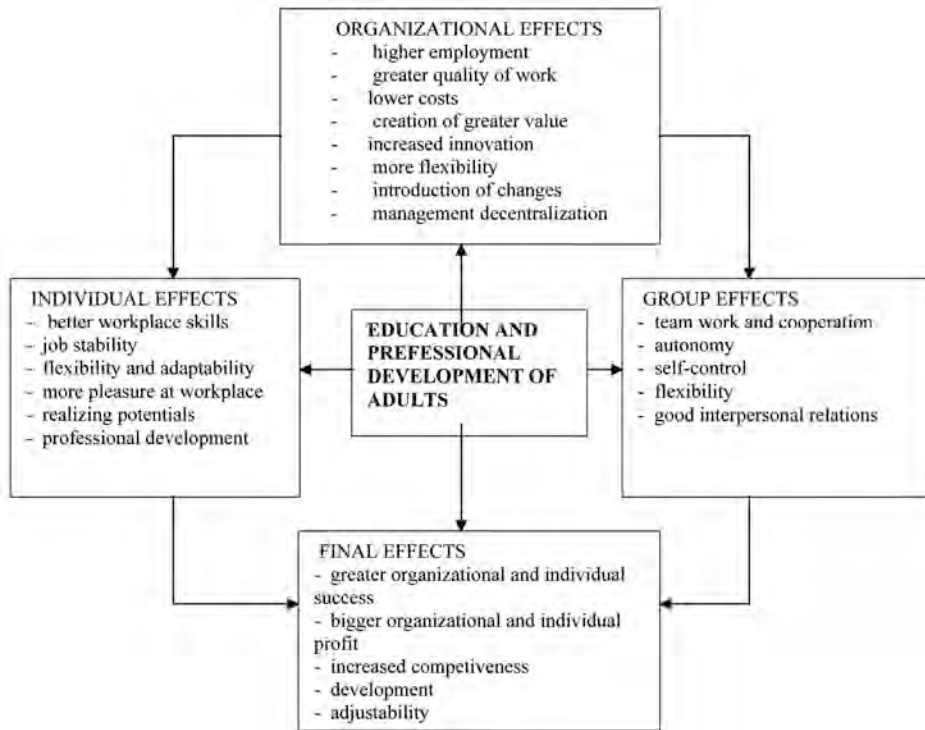 ORGANIZATIONAL EFFECTS
- higher employment
- greater quality of work
- lower costs
- creation of greater value
- increased innovation
- more flexibility
- introduction of changes
- management decentralization
INDIVIDUAL EFFECTS
- better workplace skills
- job stability
- flexibility and adaptability
- more pleasure at workplace
- realizing potentials
- professional development
EDUCATION AND
PREFESSIONAL
DEVELOPMENT OF
ADULTS
GROUP EFFECTS
- team work and cooperation
- autonomy
- self-control
- flexibility
- good interpersonal relations
FINAL EFFECTS
- greater organizational and individual
success
- bigger organizational and individual
profit
- increased competiveness
- development
- adjustability